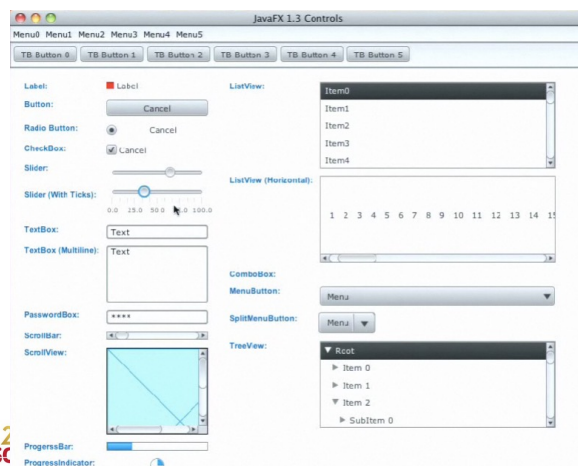 JavaFX 1.3 Controls
Menu0 Menu1 Menu2 Menu3 Menu4 Menu5
TB Button 0 TB Button 1 TB Button 2 TB Button 3 TB Button 4 TB Button 5
Label: Label
Button: Cancel
Radio Button: Cancel
CheckBox: Cancel
Slider:
Slider (With Ticks):
0.0 25.0 50.0 100.0
TextBox: Text
TextBox (Multiline): Text
PasswordBox: ****
ScrollBar:
ScrollView:
ProgerssBar:
ProgressIndicator:
ListView:
Item0
Item1
Item2
Item3
Item4
ListView (Horizontal):
1 2 3 4 5 6 7 8 9 10 11 12 13 14 15
ComboBox:
MenuButton: Menu
SplitMenuButton: Menu
TreeView:
Root
Item 0
Item 1
Item 2
SubItem 0